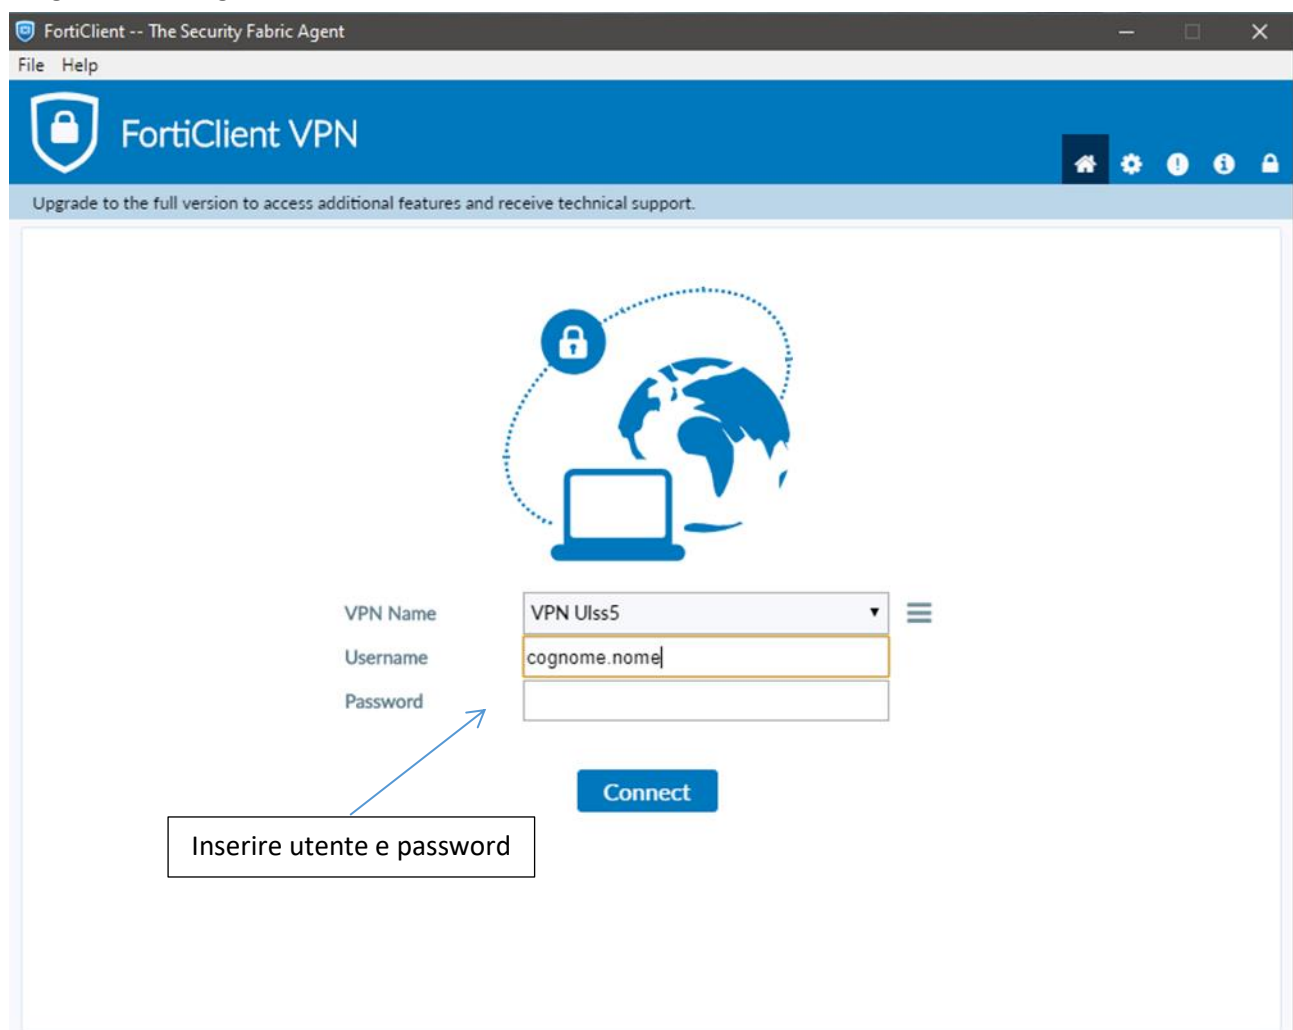 FortiClient -- The Security Fabric Agent
File Help
FortiClient VPN
Upgrade to the full version to access additional features and receive technical support.
VPN Name VPN Ulss5
Username cognome.nome
Password
Connect
Inserire utente e password